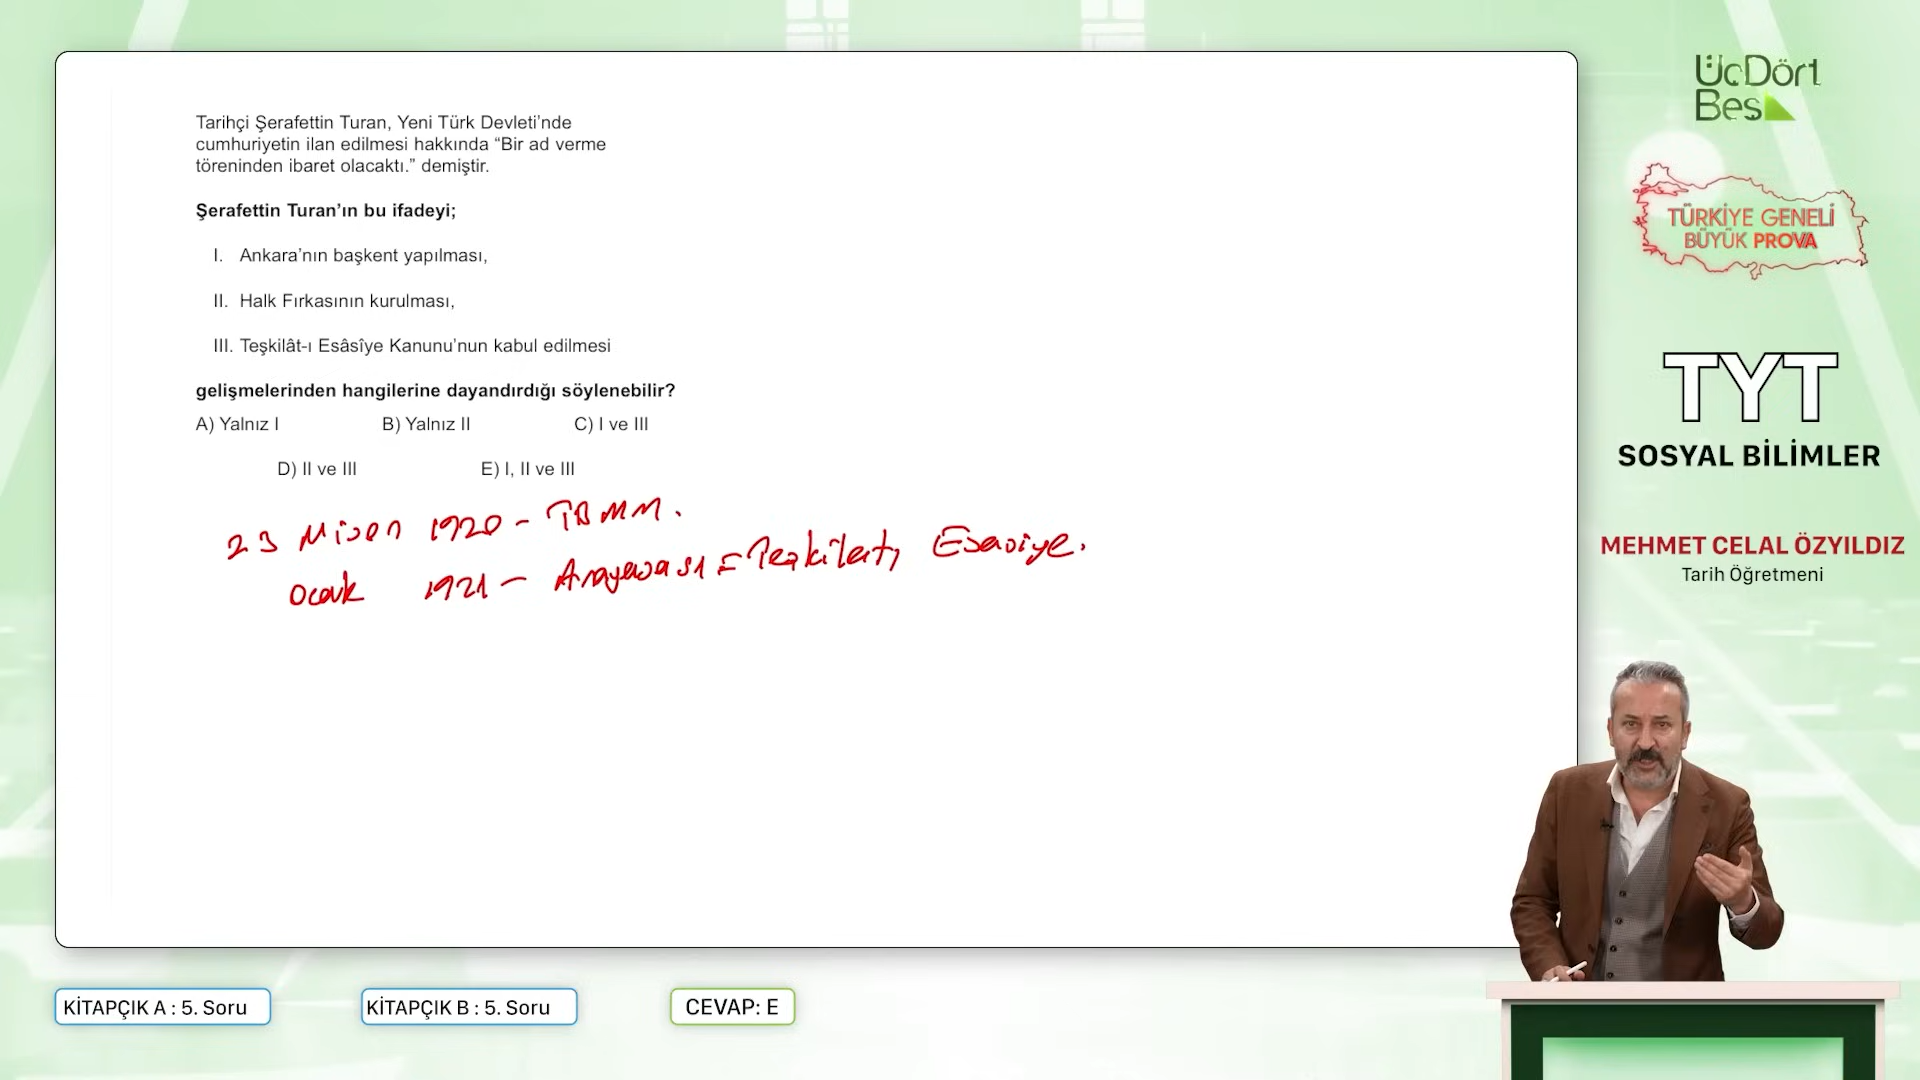 Tarihçi Şerafettin Turan, Yeni Türk Devleti’nde
cumhuriyetin ilan edilmesi hakkında “Bir ad verme
töreninden ibaret olacaktı.” demiştir.
Şerafettin Turan’ın bu ifadeyi;
I. Ankara’nın başkent yapılması,
II. Halk Fırkasının kurulması,
III. Teşkilât-ı Esâsîye Kanunu’nun kabul edilmesi
gelişmelerinden hangilerine dayandırdığı söylenebilir?
A) Yalnız I B) Yalnız II C) I ve III
D) II ve III E) I, II ve III
23 Nisan 1920 - TBMM.
Ocak 1921 - Anayasası = Teşkilatı Esasiye.
ÜçDört
Beş
TÜRKİYE GENELİ
BÜYÜK PROVA
TYT
SOSYAL BİLİMLER
MEHMET CELAL ÖZYILDIZ
Tarih Öğretmeni
KİTAPÇIK A : 5. Soru
KİTAPÇIK B : 5. Soru
CEVAP: E